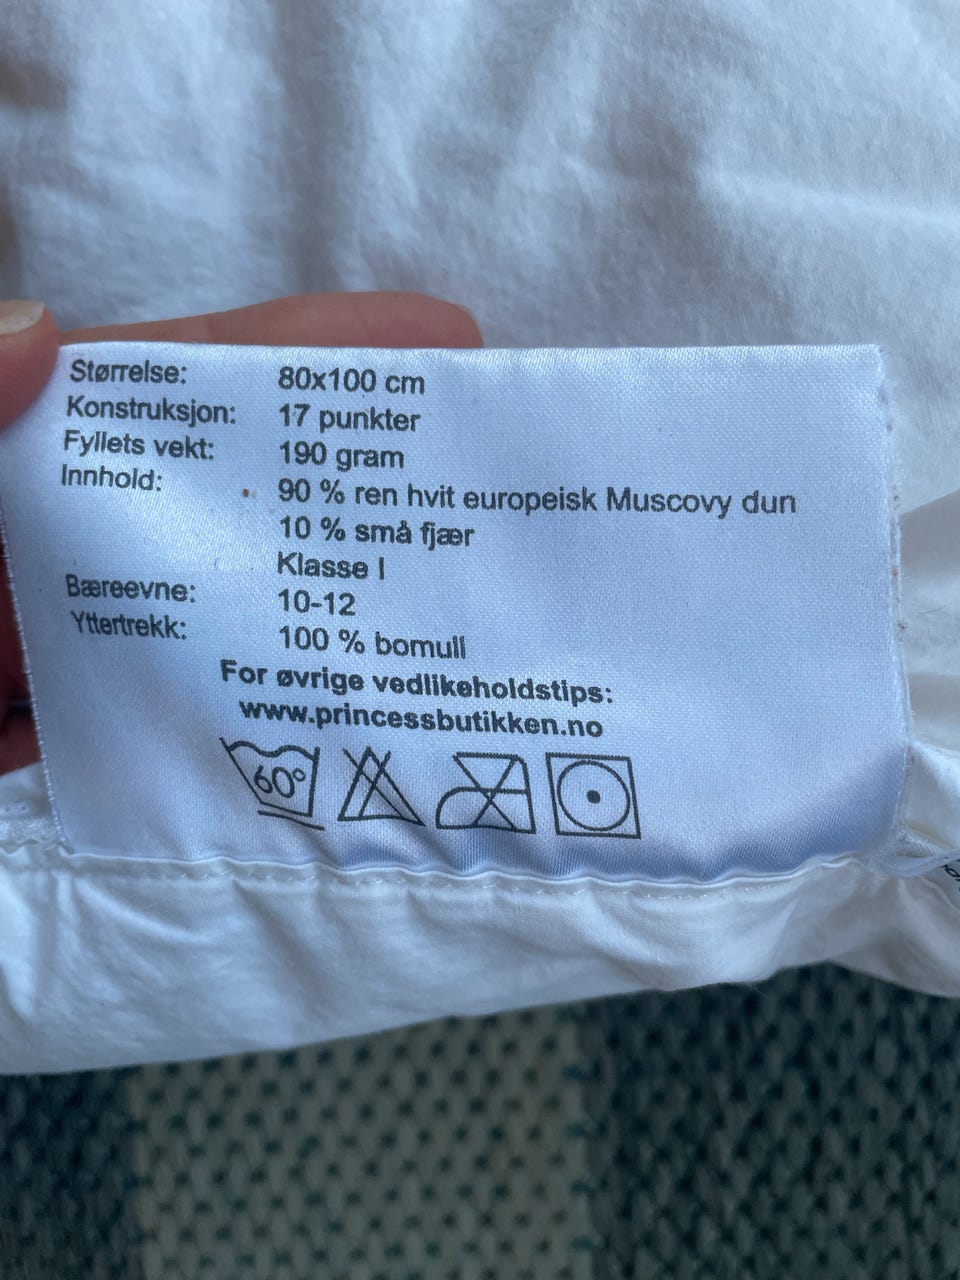 Størrelse: 80x100 cm
Konstruksjon: 17 punkter
Fyllets vekt: 190 gram
Innhold: 90 % ren hvit europeisk Muscovy dun
10 % små fjær
Klasse I
Bæreevne: 10-12
Yttertrekk: 100 % bomull
For øvrige vedlikeholdstips:
www.princessbutikken.no
60°